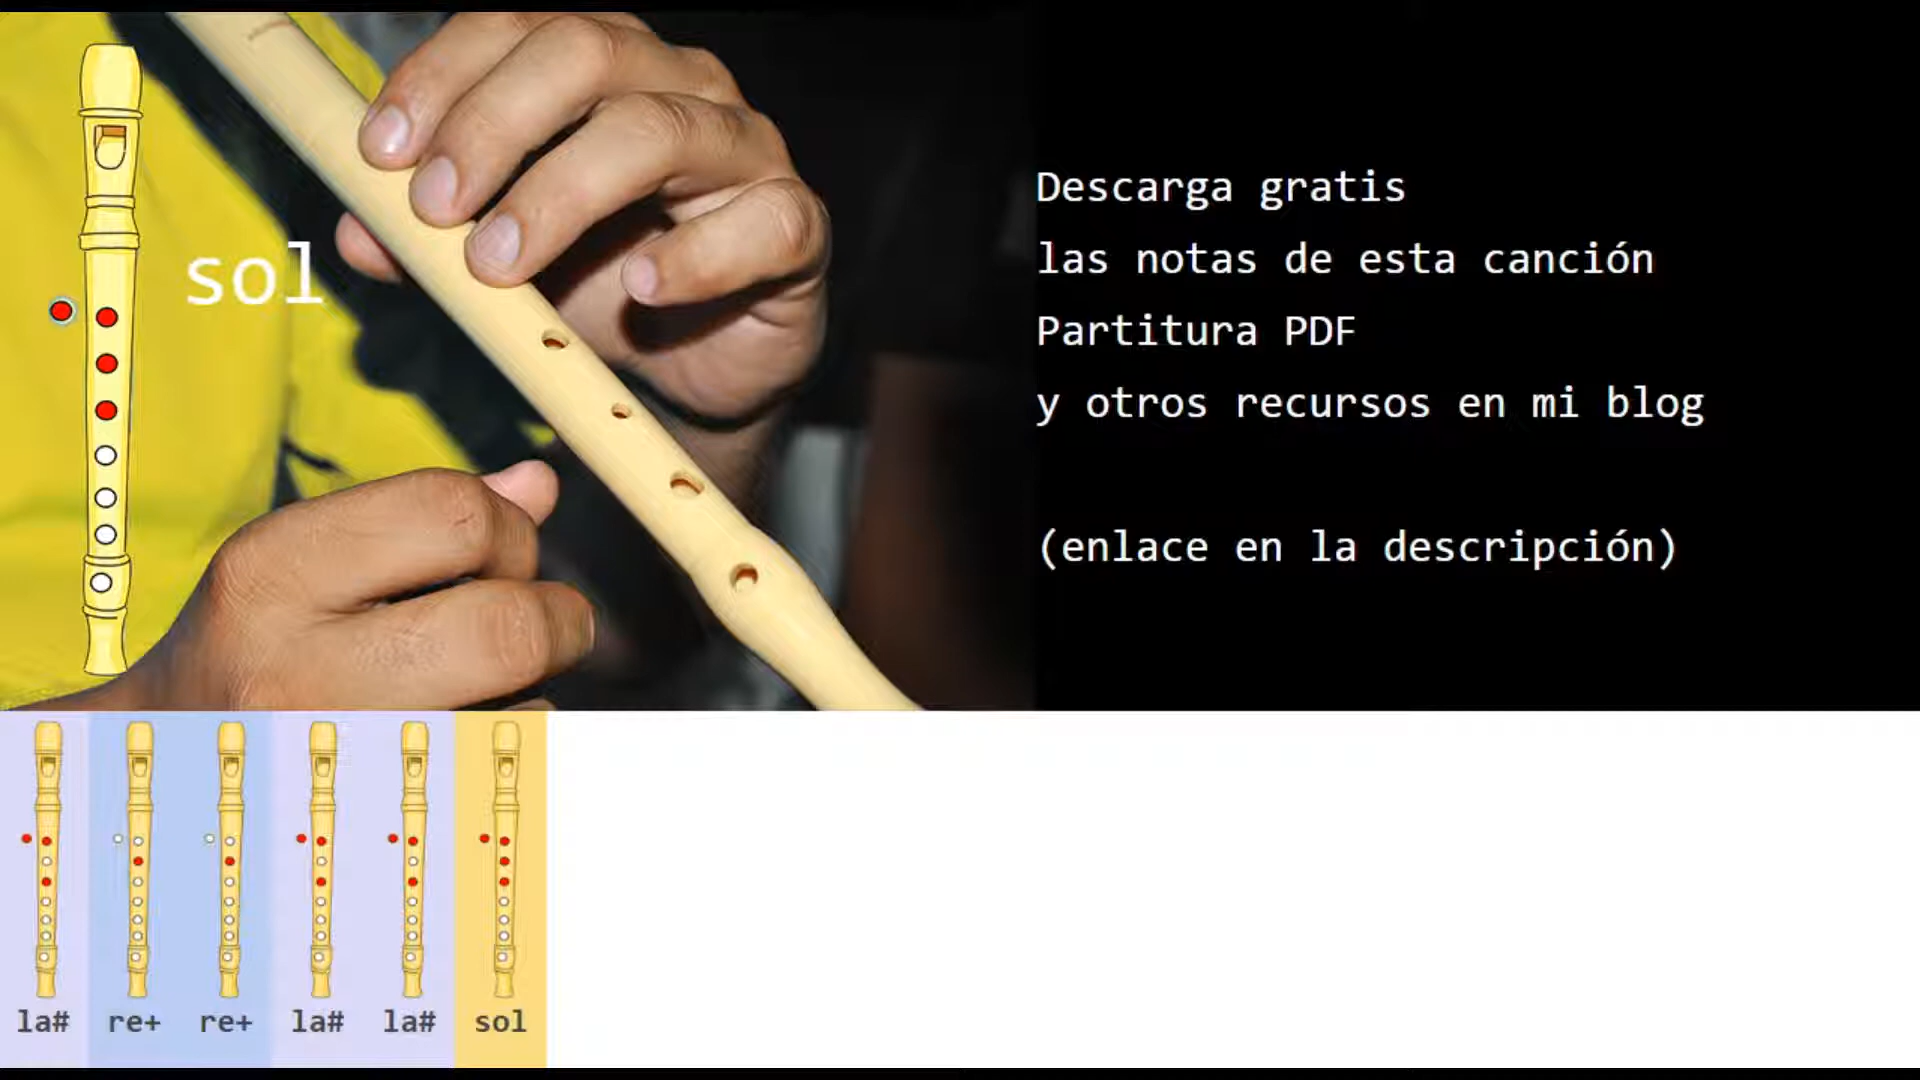 sol
Descarga gratis
las notas de esta canción
Partitura PDF
y otros recursos en mi blog
(enlace en la descripción)
la# re+ re+ la# la# sol